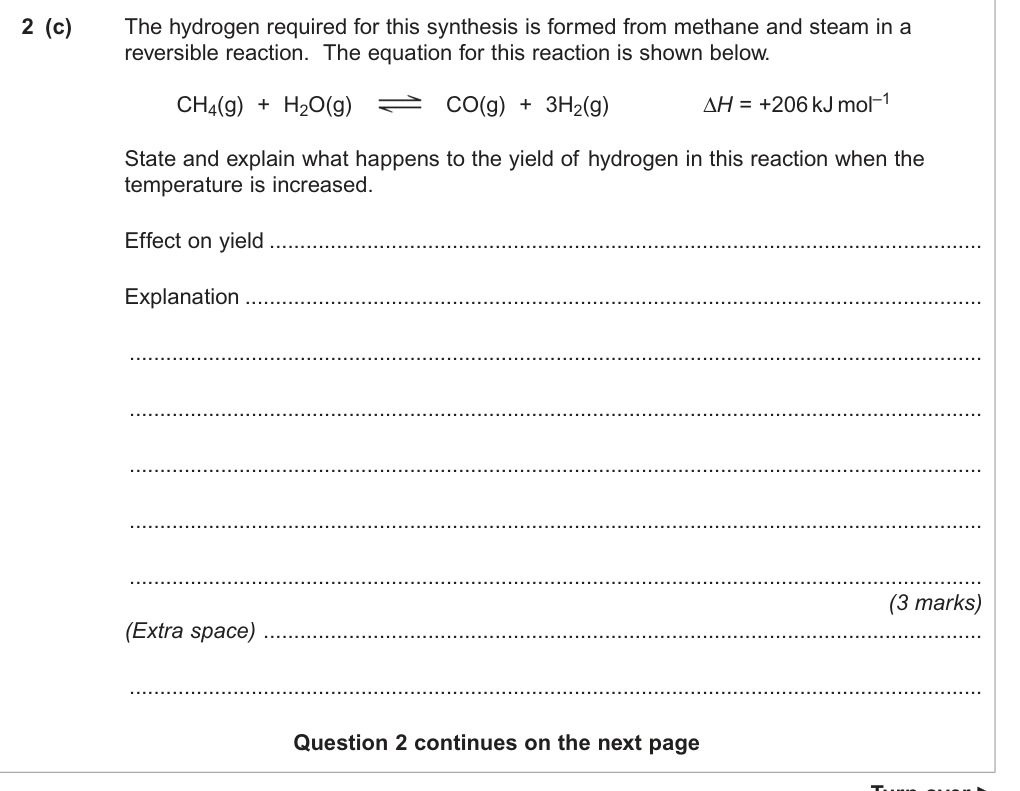 2 (c) The hydrogen required for this synthesis is formed from methane and steam in a
reversible reaction. The equation for this reaction is shown below.
CH₄(g) + H₂O(g) ⇌ CO(g) + 3H₂(g) ΔH = +206 kJ mol⁻¹
State and explain what happens to the yield of hydrogen in this reaction when the
temperature is increased.
Effect on yield ................................................................
Explanation ................................................................
................................................................
................................................................
................................................................
................................................................
................................................................
(3 marks)
(Extra space) ................................................................
................................................................
Question 2 continues on the next page